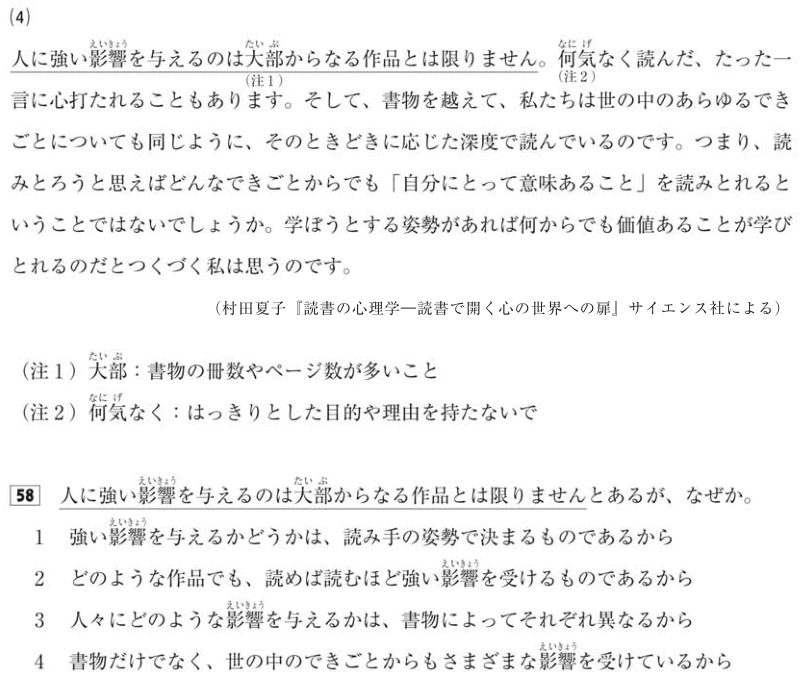 (4)
人に強い影響を与えるのは大部からなる作品とは限りません。何気なく読んだ、たった一
言に心打たれることもあります。そして、書物を越えて、私たちは世の中のあらゆるでき
ごとについても同じように、そのときどきに応じた深度で読んでいるのです。つまり、読
みとろうと思えばどんなできごとからでも「自分にとって意味あること」を読みとれると
いうことではないでしょうか。学ぼうとする姿勢があれば何からでも価値あることが学び
とれるのだとつくづく私は思うのです。
（村田夏子『読書の心理学―読書で開く心の世界への扉』サイエンス社による）
（注１）大部：書物の冊数やページ数が多いこと
（注２）何気なく：はっきりとした目的や理由を持たないで
58 人に強い影響を与えるのは大部からなる作品とは限りませんとあるが、なぜか。
1 強い影響を与えるかどうかは、読み手の姿勢で決まるものであるから
2 どのような作品でも、読めば読むほど強い影響を受けるものであるから
3 人々にどのような影響を与えるかは、書物によってそれぞれ異なるから
4 書物だけでなく、世の中のできごとからもさまざまな影響を受けているから